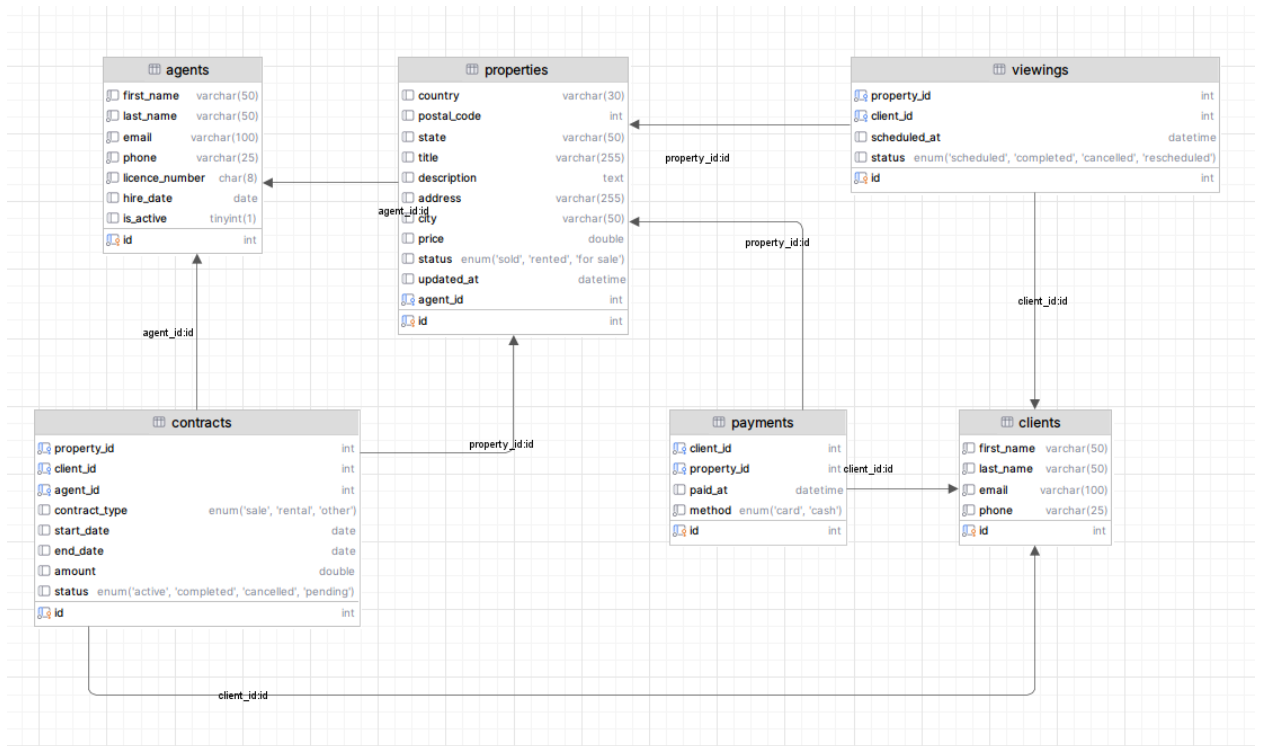 agents
first_name varchar(50)
last_name varchar(50)
email varchar(100)
phone varchar(25)
licence_number char(8)
hire_date date
is_active tinyint(1)
id int
properties
country varchar(30)
postal_code int
state varchar(50)
title varchar(255)
description text
address varchar(255)
city varchar(50)
price double
status enum('sold', 'rented', 'for sale')
updated_at datetime
agent_id int
id int
viewings
property_id int
client_id int
scheduled_at datetime
status enum('scheduled', 'completed', 'cancelled', 'rescheduled')
id int
property_id:id
agent_id:id
property_id:id
client_id:id
agent_id:id
contracts
property_id int
client_id int
agent_id int
contract_type enum('sale', 'rental', 'other')
start_date date
end_date date
amount double
status enum('active', 'completed', 'cancelled', 'pending')
id int
property_id:id
payments
client_id int
property_id int
paid_at datetime
method enum('card', 'cash')
id int
client_id:id
clients
first_name varchar(50)
last_name varchar(50)
email varchar(100)
phone varchar(25)
id int
client_id:id